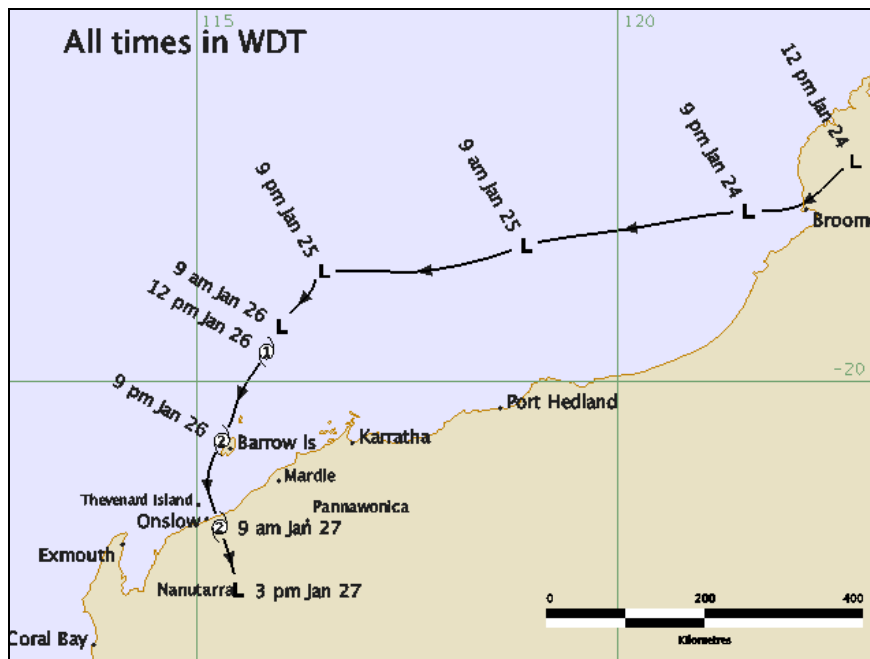 115
120
All times in WDT
12 pm Jan 24
9 pm Jan 24
9 am Jan 25
9 pm Jan 25
Broom
9 am Jan 26
12 pm Jan 26
1
-20
9 pm Jan 26
Port Hedland
2
Barrow Is
Karratha
Mardie
Thevenard Island
Pannawonica
Onslow
2
9 am Jan 27
Exmouth
Nanutarra
L
3 pm Jan 27
0
200
400
Kilometres
Coral Bay
L
L
L
L
L